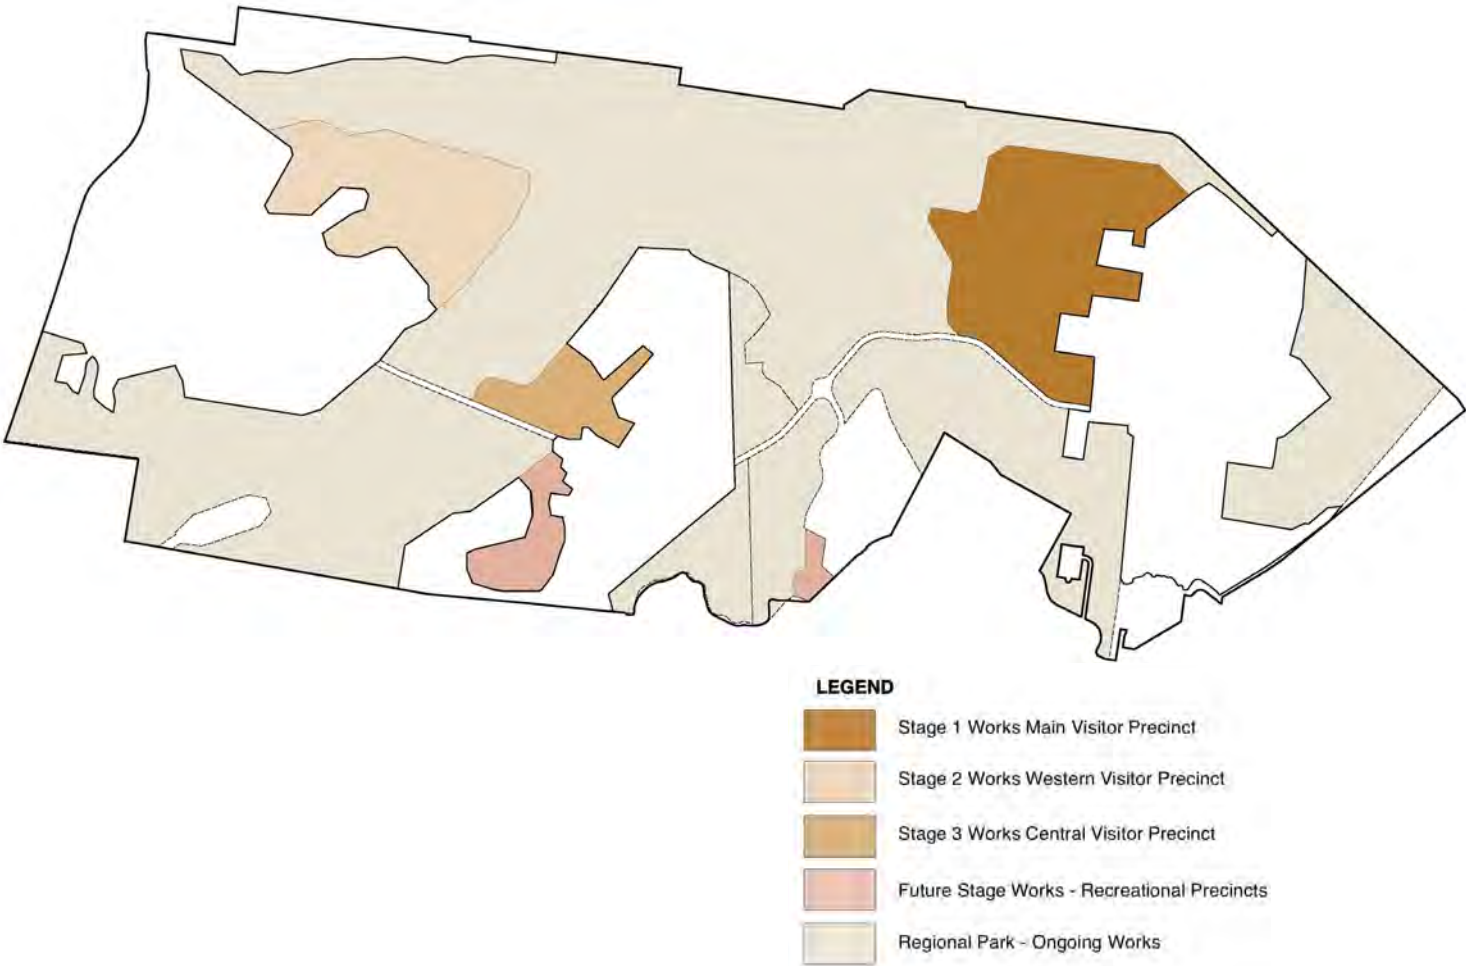 LEGEND
Stage 1 Works Main Visitor Precinct
Stage 2 Works Western Visitor Precinct
Stage 3 Works Central Visitor Precinct
Future Stage Works - Recreational Precincts
Regional Park - Ongoing Works